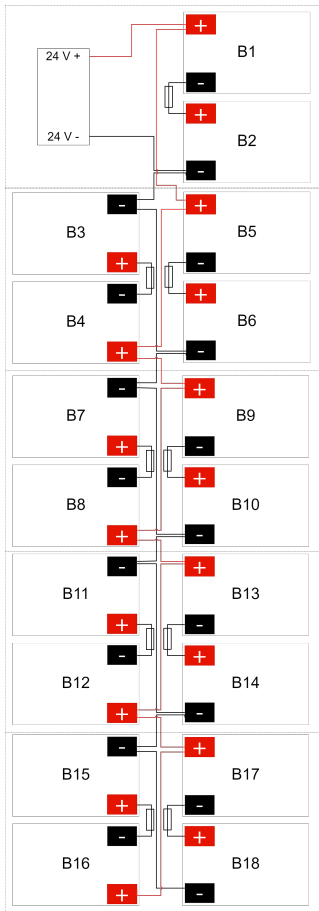 +
B1
24 V +
-
+
24 V -
B2
-
-
+
B3
B5
+
-
-
+
B4
B6
+
-
-
+
B7
B9
+
-
-
+
B8
B10
+
-
-
+
B11
B13
+
-
-
+
B12
B14
+
-
-
+
B15
B17
+
-
-
+
B16
B18
+
-